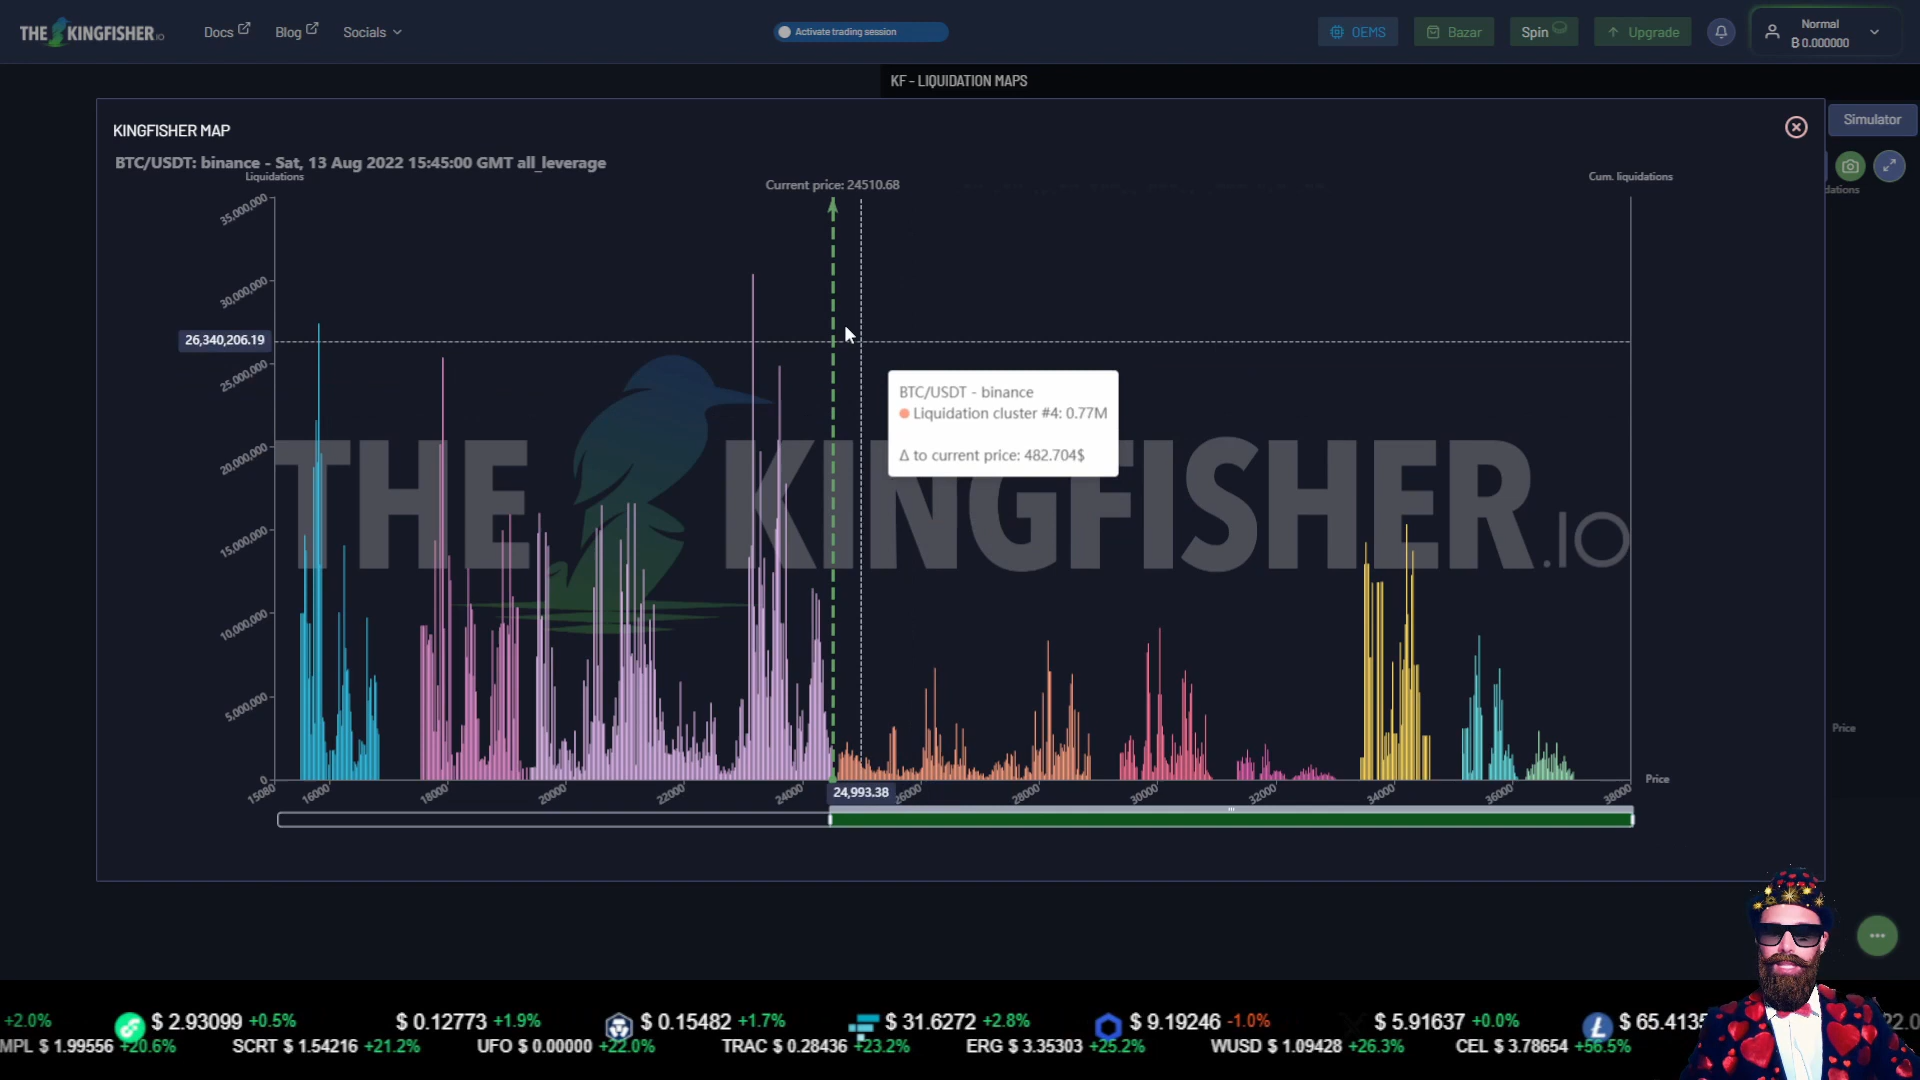 THE KINGFISHER.IO
Docs
Blog
Socials
Activate trading session
OEMS
Bazar
Spin
Upgrade
Normal
₿ 0.000000
KF - LIQUIDATION MAPS
Simulator
KINGFISHER MAP
BTC/USDT: binance - Sat, 13 Aug 2022 15:45:00 GMT all_leverage
Liquidations
Current price: 24510.68
Cum. liquidations
dations
35,000,000
30,000,000
26,340,206.19
25,000,000
20,000,000
15,000,000
10,000,000
5,000,000
0
BTC/USDT - binance
Liquidation cluster #4: 0.77M
Δ to current price: 482.704$
THE KINGFISHER.IO
Price
Price
15080
16000
18000
20000
22000
24000
24,993.38
26000
28000
30000
32000
34000
36000
38000
+2.0% $ 2.93099 +0.5% $ 0.12773 +1.9% $ 0.15482 +1.7% $ 31.6272 +2.8% $ 9.19246 -1.0% $ 5.91637 +0.0% $ 65.4135
MPL $ 1.99556 +20.6% SCRT $ 1.54216 +21.2% UFO $ 0.00000 +22.0% TRAC $ 0.28436 +23.2% ERG $ 3.35303 +25.2% WUSD $ 1.09428 +26.3% CEL $ 3.78654 +56.5%